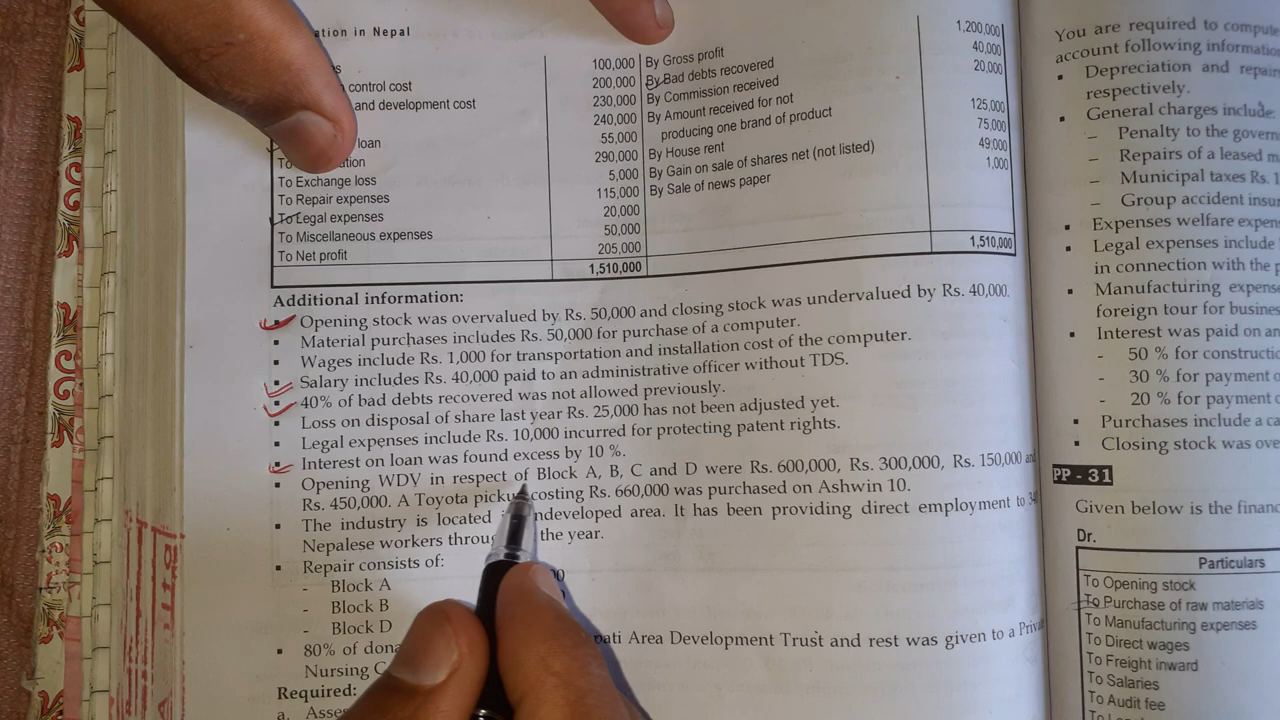 ation in Nepal
100,000 By Gross profit 1,200,000
control cost 200,000 By Bad debts recovered 40,000
and development cost 230,000 By Commission received 20,000
240,000 By Amount received for not
loan 55,000 producing one brand of product 125,000
To 290,000 By House rent 75,000
To Exchange loss 5,000 By Gain on sale of shares net (not listed) 49,000
To Repair expenses 115,000 By Sale of news paper 1,000
To Legal expenses 20,000
To Miscellaneous expenses 50,000
To Net profit 205,000
1,510,000 1,510,000
Additional information:
▪ Opening stock was overvalued by Rs. 50,000 and closing stock was undervalued by Rs. 40,000.
▪ Material purchases includes Rs. 50,000 for purchase of a computer.
▪ Wages include Rs. 1,000 for transportation and installation cost of the computer.
▪ Salary includes Rs. 40,000 paid to an administrative officer without TDS.
▪ 40% of bad debts recovered was not allowed previously.
▪ Loss on disposal of share last year Rs. 25,000 has not been adjusted yet.
▪ Legal expenses include Rs. 10,000 incurred for protecting patent rights.
▪ Interest on loan was found excess by 10 %.
▪ Opening WDV in respect of Block A, B, C and D were Rs. 600,000, Rs. 300,000, Rs. 150,000 and
Rs. 450,000. A Toyota pickup costing Rs. 660,000 was purchased on Ashwin 10.
▪ The industry is located undeveloped area. It has been providing direct employment to
Nepalese workers the year.
▪ Repair consists of:
- Block A
- Block B
- Block D
▪ 80% of Area Development Trust and rest was given to a
Nursing
Required:
a.
You are required to compute
account following information
▪ Depreciation and repair
respectively.
▪ General charges include:
– Penalty to the govern
– Repairs of a leased m
– Municipal taxes Rs. 1
– Group accident insur
▪ Expenses welfare expen
▪ Legal expenses include
in connection with the p
▪ Manufacturing expense
foreign tour for busines
▪ Interest was paid on an
- 50 % for constructio
- 30 % for payment o
- 20 % for payment o
▪ Purchases include a ca
▪ Closing stock was ove
PP - 31
Given below is the financ
Dr.
Particulars
To Opening stock
To Purchase of raw materials
To Manufacturing expenses
To Direct wages
To Freight inward
To Salaries
To Audit fee